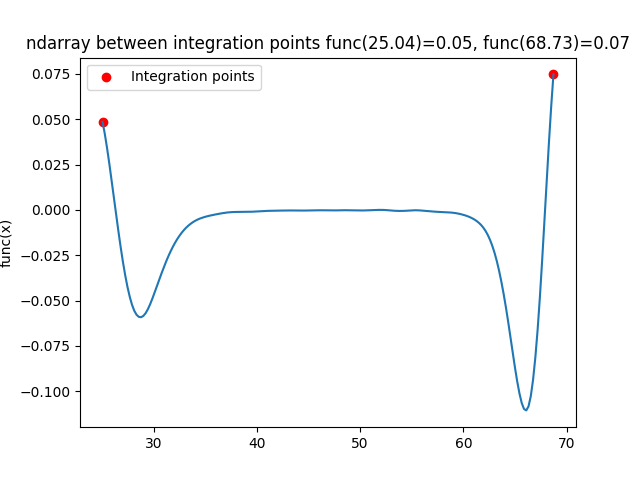 ndarray between integration points func(25.04)=0.05, func(68.73)=0.07
Integration points
func(x)
0.075
0.050
0.025
0.000
−0.025
−0.050
−0.075
−0.100
30 40 50 60 70